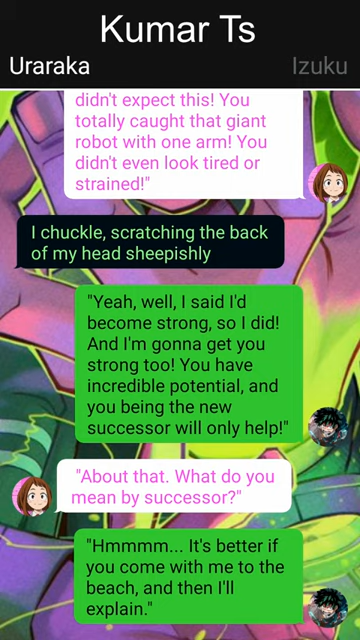 Kumar Ts
Uraraka Izuku
didn't expect this! You
totally caught that giant
robot with one arm! You
didn't even look tired or
strained!"
I chuckle, scratching the back
of my head sheepishly
"Yeah, well, I said I'd
become strong, so I did!
And I'm gonna get you
strong too! You have
incredible potential, and
you being the new
successor will only help!"
"About that. What do you
mean by successor?"
"Hmmmm... It's better if
you come with me to the
beach, and then I'll
explain."